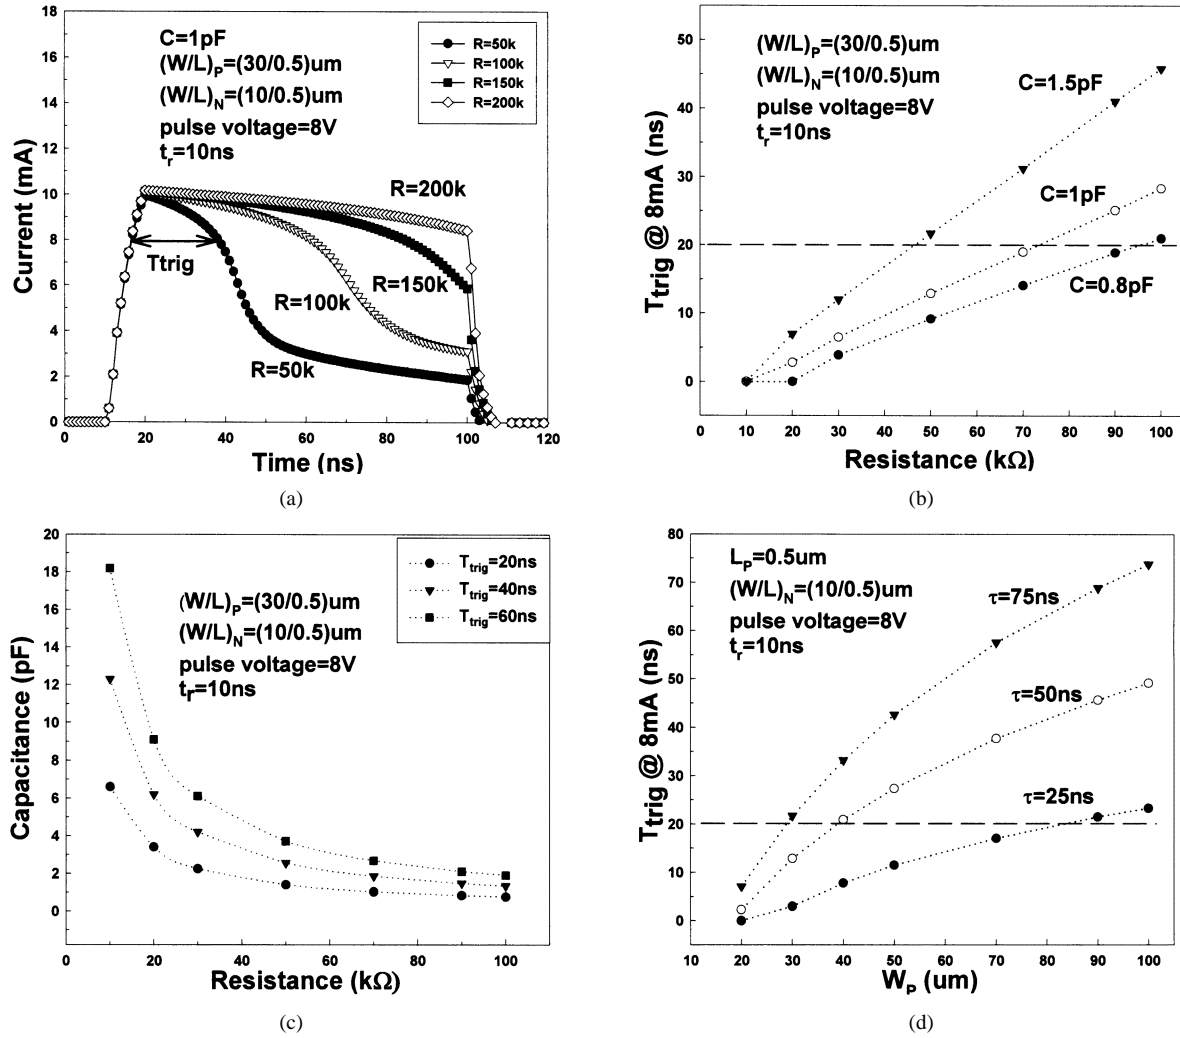 C=1pF
(W/L)P=(30/0.5)um
(W/L)N=(10/0.5)um
pulse voltage=8V
tr=10ns
R=50k
R=100k
R=150k
R=200k
R=200k
Ttrig
R=100k
R=150k
R=50k
Current (mA)
18
16
14
12
10
8
6
4
2
0
0 20 40 60 80 100 120
Time (ns)
(a)
(W/L)P=(30/0.5)um
(W/L)N=(10/0.5)um
pulse voltage=8V
tr=10ns
C=1.5pF
C=1pF
C=0.8pF
Ttrig @ 8mA (ns)
50
40
30
20
10
0
0 10 20 30 40 50 60 70 80 90 100
Resistance (kΩ)
(b)
Ttrig=20ns
Ttrig=40ns
Ttrig=60ns
(W/L)P=(30/0.5)um
(W/L)N=(10/0.5)um
pulse voltage=8V
tr=10ns
Capacitance (pF)
20
18
16
14
12
10
8
6
4
2
0
0 20 40 60 80 100
Resistance (kΩ)
(c)
LP=0.5um
(W/L)N=(10/0.5)um
pulse voltage=8V
tr=10ns
τ=75ns
τ=50ns
τ=25ns
Ttrig @ 8mA (ns)
80
70
60
50
40
30
20
10
0
10 20 30 40 50 60 70 80 90 100
WP (um)
(d)